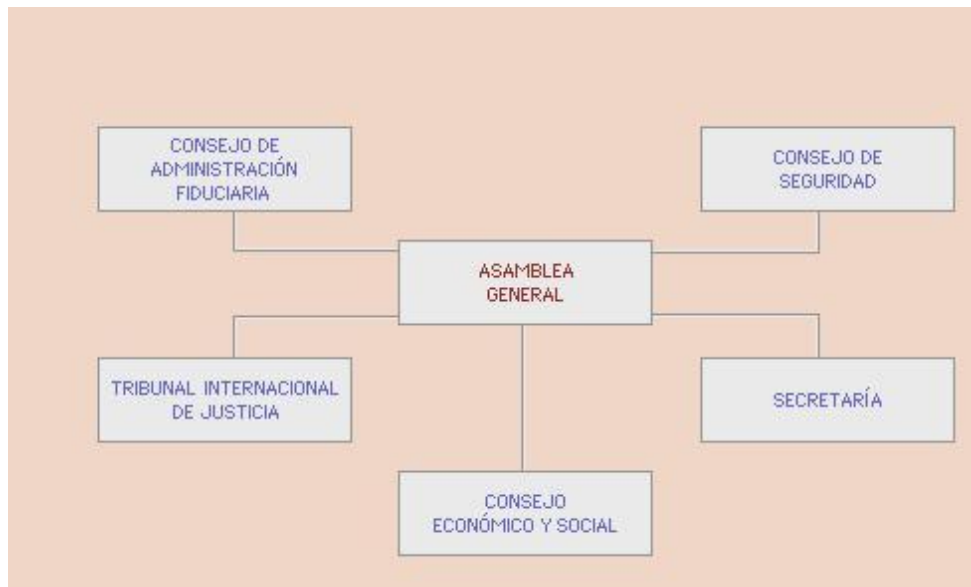 CONSEJO DE
ADMINISTRACIÓN
FIDUCIARIA
CONSEJO DE
SEGURIDAD
ASAMBLEA
GENERAL
TRIBUNAL INTERNACIONAL
DE JUSTICIA
SECRETARÍA
CONSEJO
ECONÓMICO Y SOCIAL